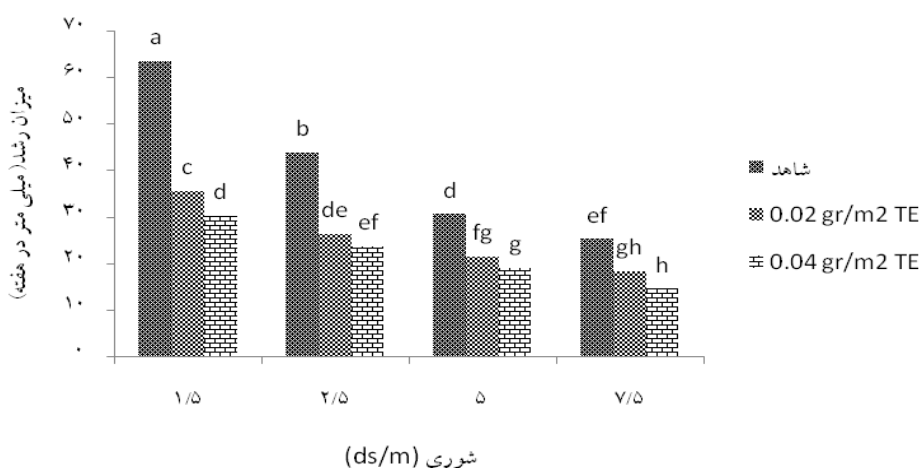 ۷۰
۶۰
۵۰
۴۰
۳۰
۲۰
۱۰
۰
میزان رشد( میلی متر در هفته)
a
c
d
b
de
ef
d
fg
g
ef
gh
h
۱/۵
۲/۵
۵
۷/۵
شوری (ds/m)
شاهد
0.02 gr/m2 TE
0.04 gr/m2 TE